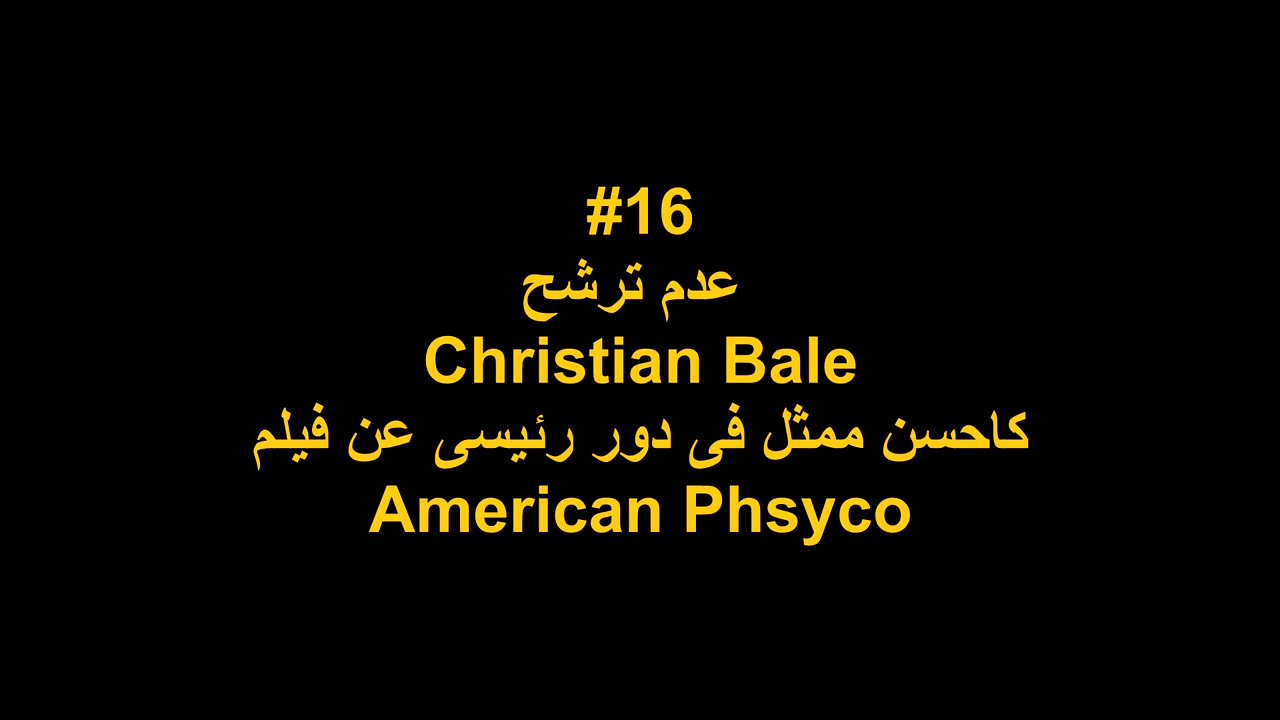 #16
عدم ترشح
Christian Bale
كاحسن ممثل فى دور رئيسى عن فيلم
American Phsyco